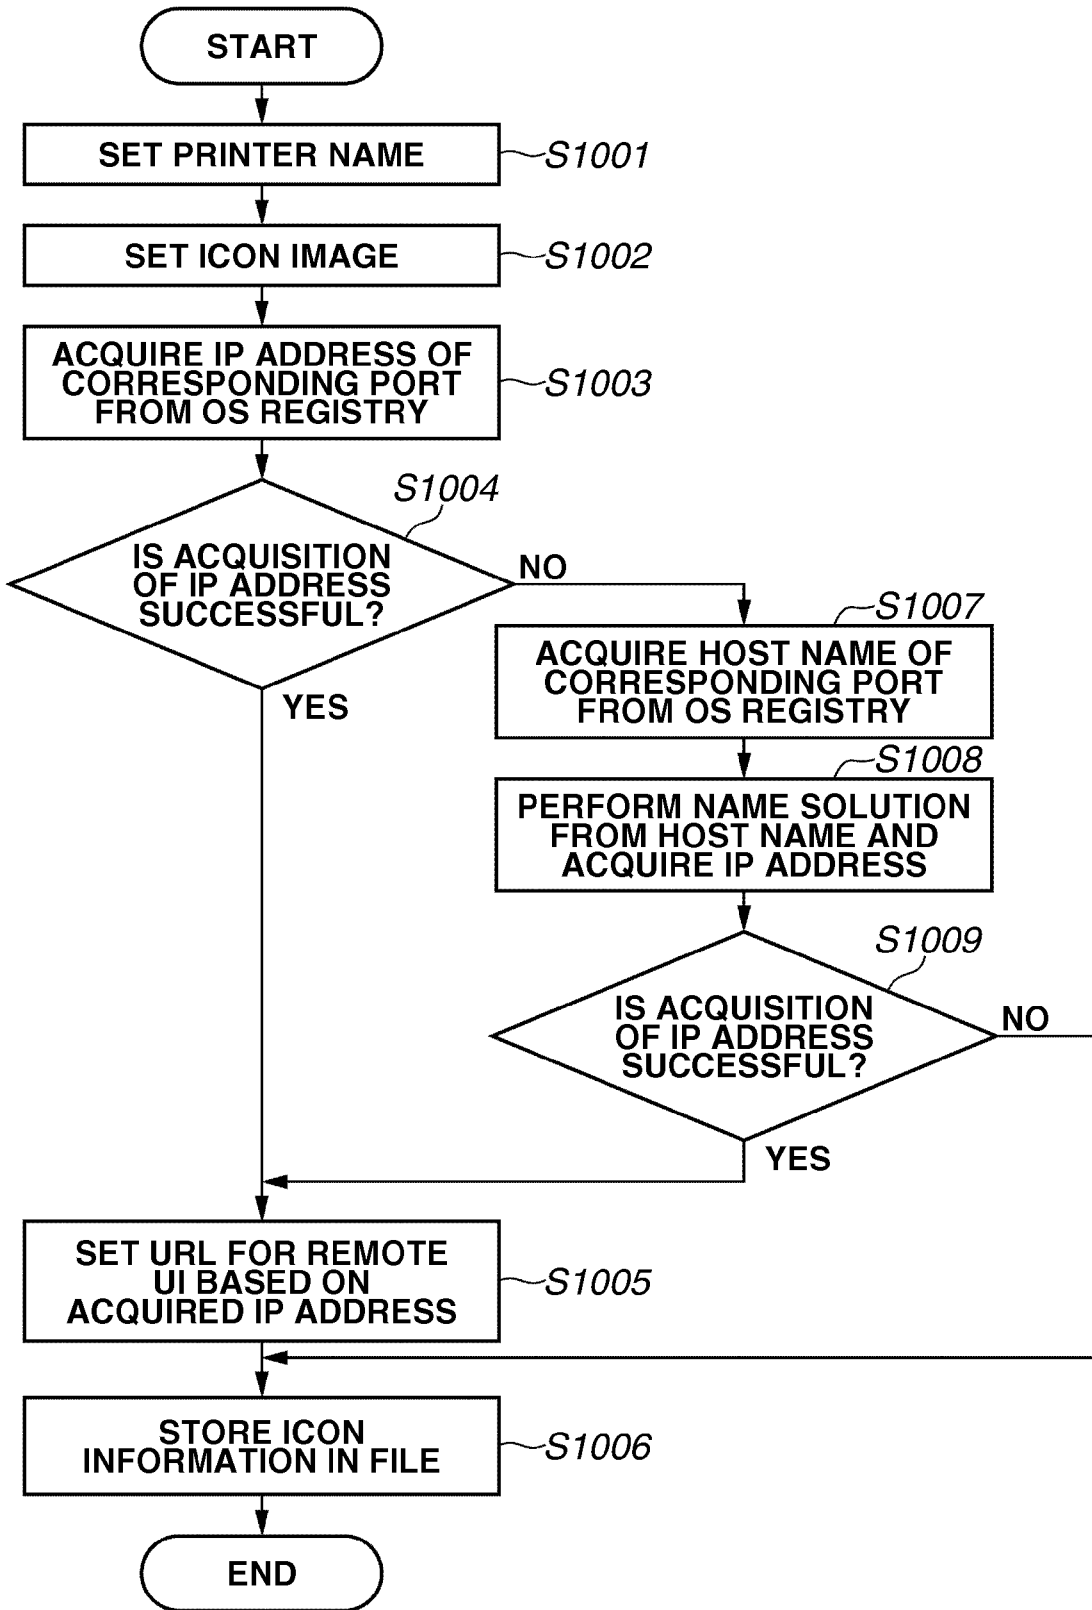 START
SET PRINTER NAME
S1001
SET ICON IMAGE
S1002
ACQUIRE IP ADDRESS OF
CORRESPONDING PORT
FROM OS REGISTRY
S1003
S1004
IS ACQUISITION
OF IP ADDRESS
SUCCESSFUL?
NO
YES
S1007
ACQUIRE HOST NAME OF
CORRESPONDING PORT
FROM OS REGISTRY
S1008
PERFORM NAME SOLUTION
FROM HOST NAME AND
ACQUIRE IP ADDRESS
S1009
IS ACQUISITION
OF IP ADDRESS
SUCCESSFUL?
NO
YES
SET URL FOR REMOTE
UI BASED ON
ACQUIRED IP ADDRESS
S1005
STORE ICON
INFORMATION IN FILE
S1006
END